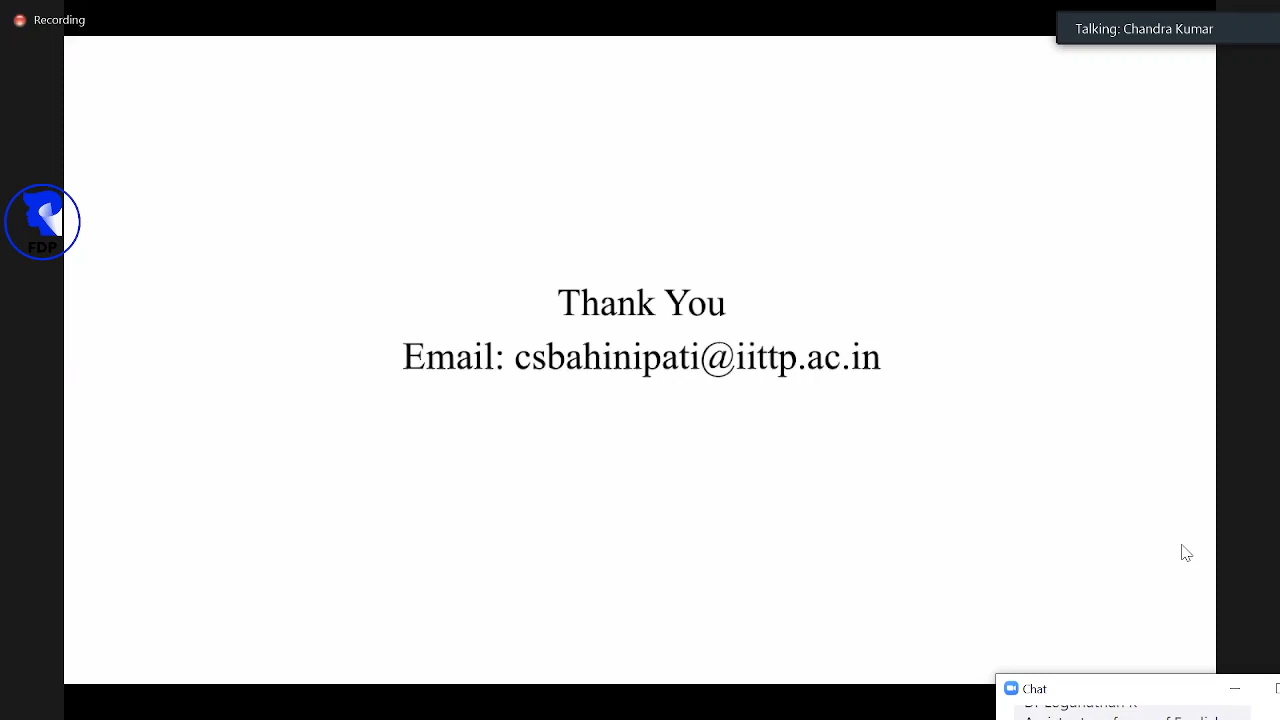 Recording
Talking: Chandra Kumar
FDP
Thank You
Email: csbahinipati@iittp.ac.in
Chat